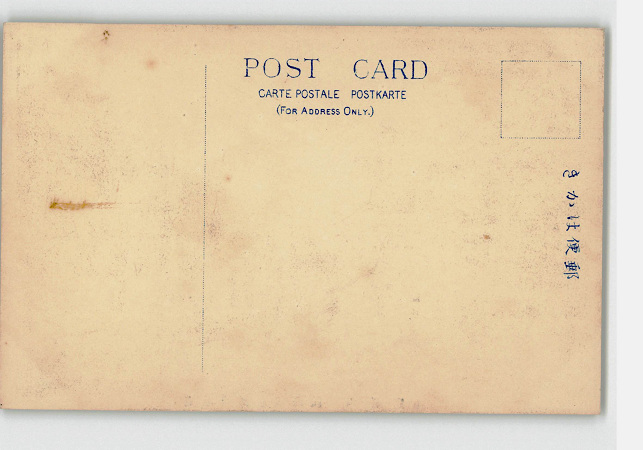 POST CARD
CARTE POSTALE POSTKARTE
(FOR ADDRESS ONLY.)
郵便はかき